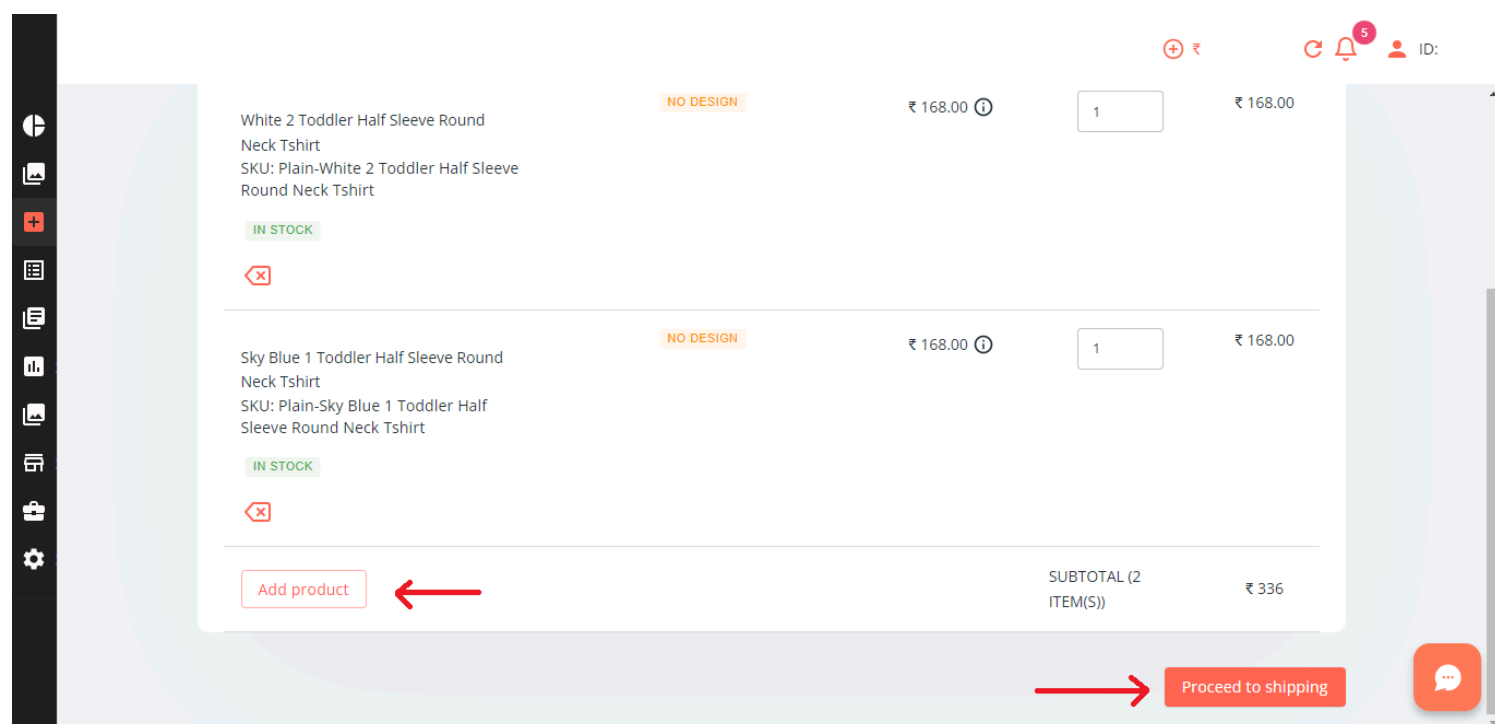 5
₹
ID:
White 2 Toddler Half Sleeve Round
Neck Tshirt
SKU: Plain-White 2 Toddler Half Sleeve
Round Neck Tshirt
NO DESIGN
₹ 168.00
1
₹ 168.00
IN STOCK
Sky Blue 1 Toddler Half Sleeve Round
Neck Tshirt
SKU: Plain-Sky Blue 1 Toddler Half
Sleeve Round Neck Tshirt
NO DESIGN
₹ 168.00
1
₹ 168.00
IN STOCK
Add product
SUBTOTAL (2
ITEM(S))
₹ 336
Proceed to shipping